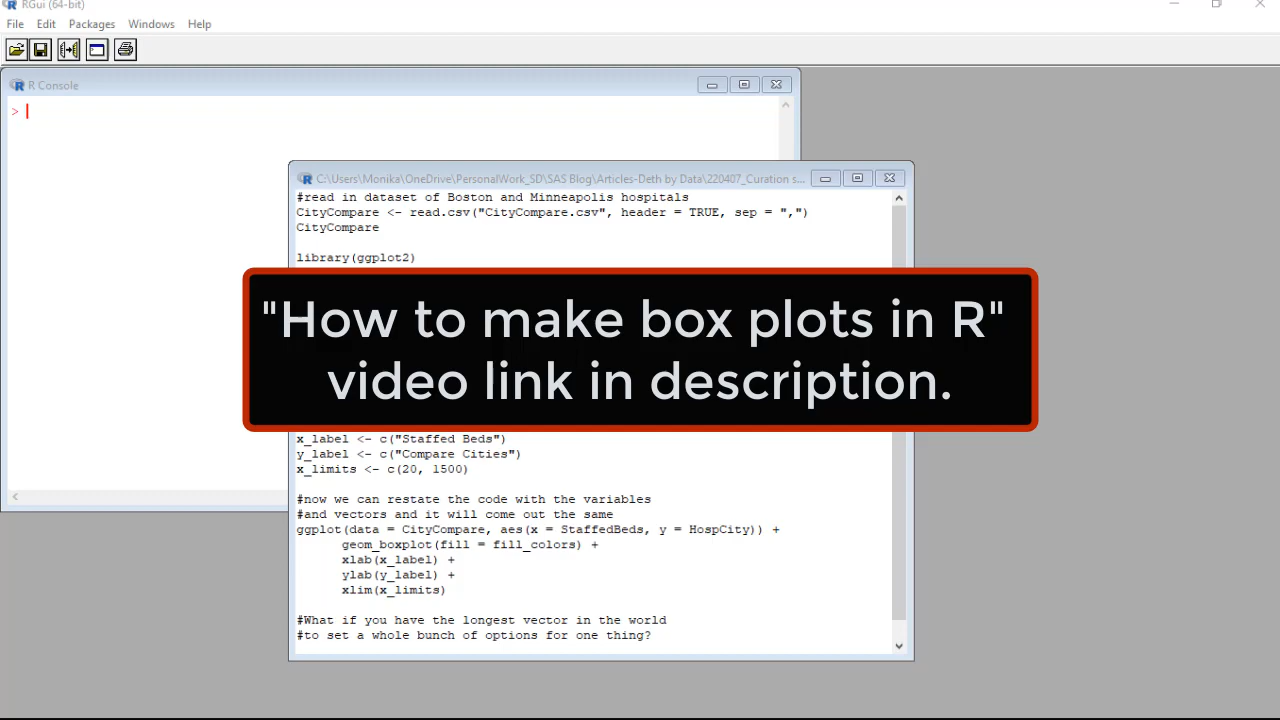 RGui (64-bit)
File Edit Packages Windows Help
R Console
>
C:\Users\Monika\OneDrive\PersonalWork_SD\SAS Blog\Articles-Deth by Data\220407_Curation s...
#read in dataset of Boston and Minneapolis hospitals
CityCompare <- read.csv("CityCompare.csv", header = TRUE, sep = ",")
CityCompare
library(ggplot2)
"How to make box plots in R"
video link in description.
x_label <- c("Staffed Beds")
y_label <- c("Compare Cities")
x_limits <- c(20, 1500)
#now we can restate the code with the variables
#and vectors and it will come out the same
ggplot(data = CityCompare, aes(x = StaffedBeds, y = HospCity)) +
geom_boxplot(fill = fill_colors) +
xlab(x_label) +
ylab(y_label) +
xlim(x_limits)
#What if you have the longest vector in the world
#to set a whole bunch of options for one thing?